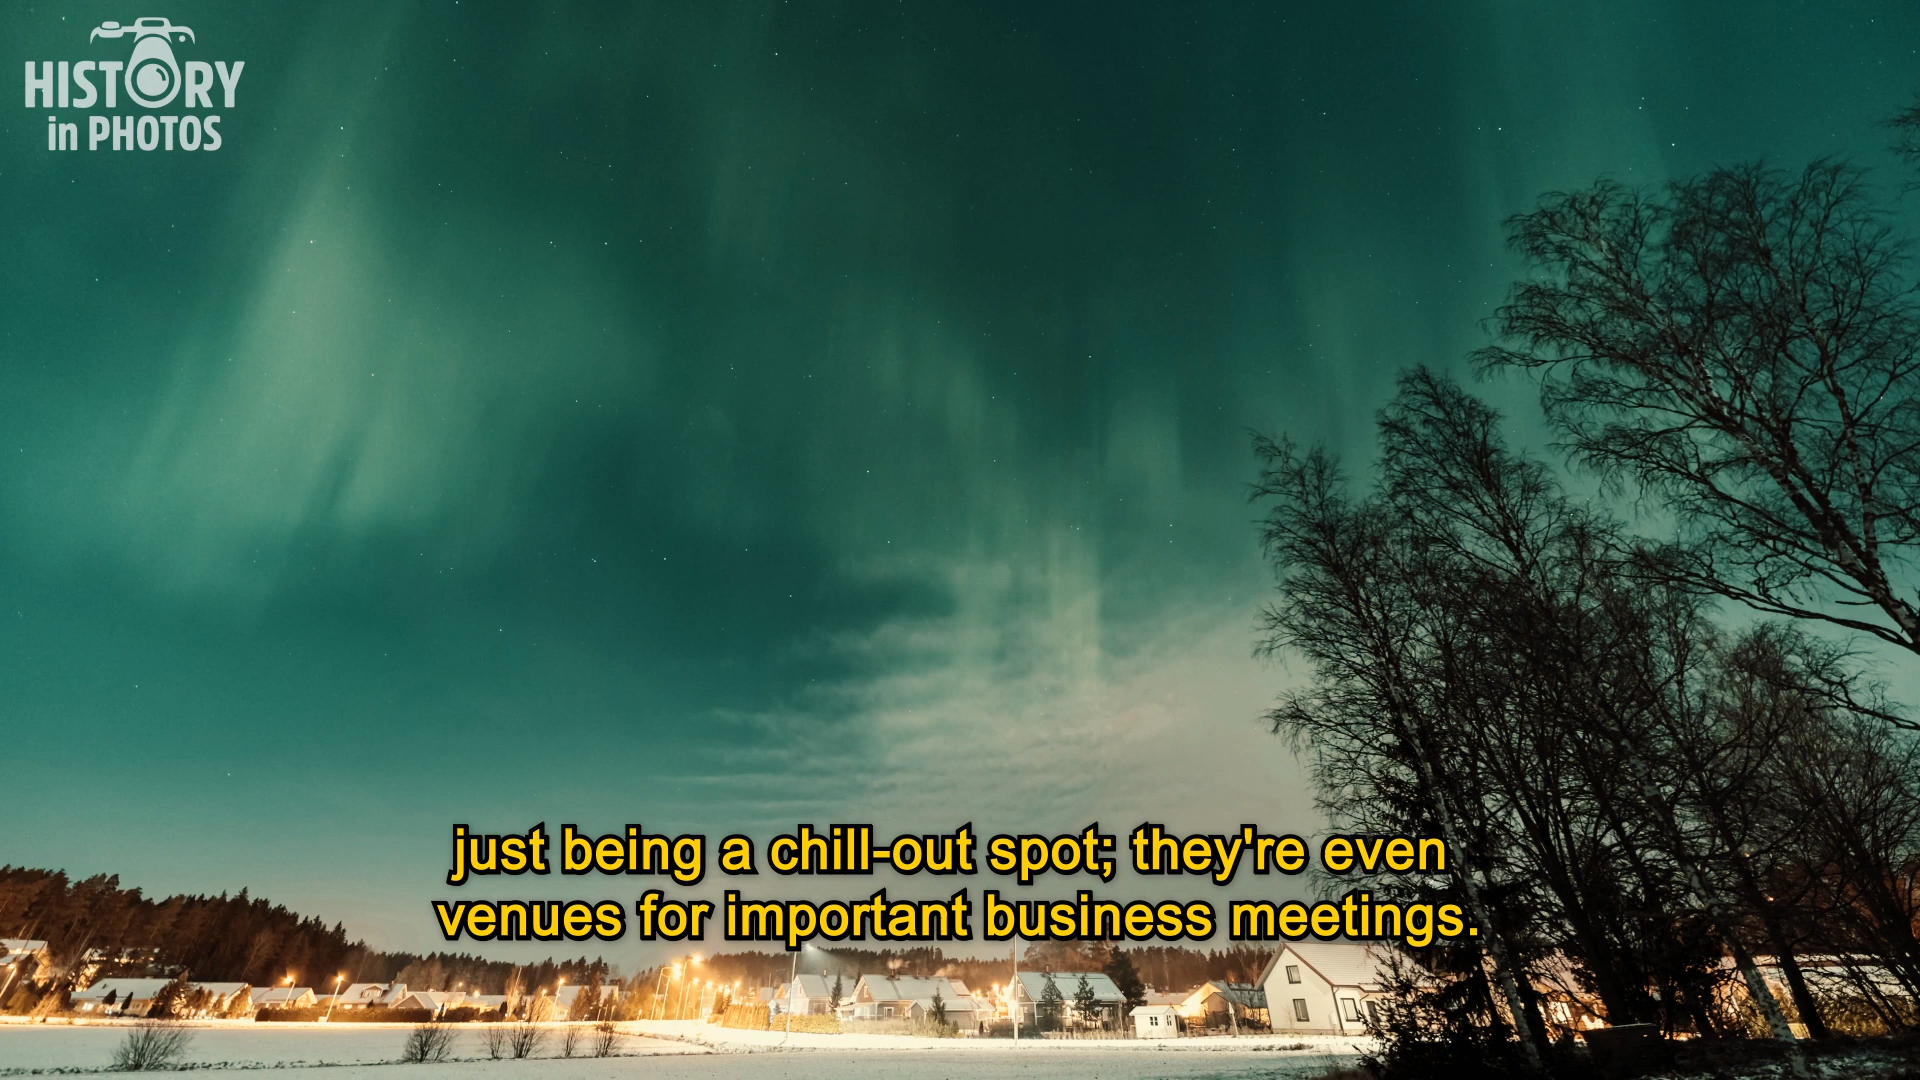 HISTORY
in PHOTOS
just being a chill-out spot; they're even
venues for important business meetings.